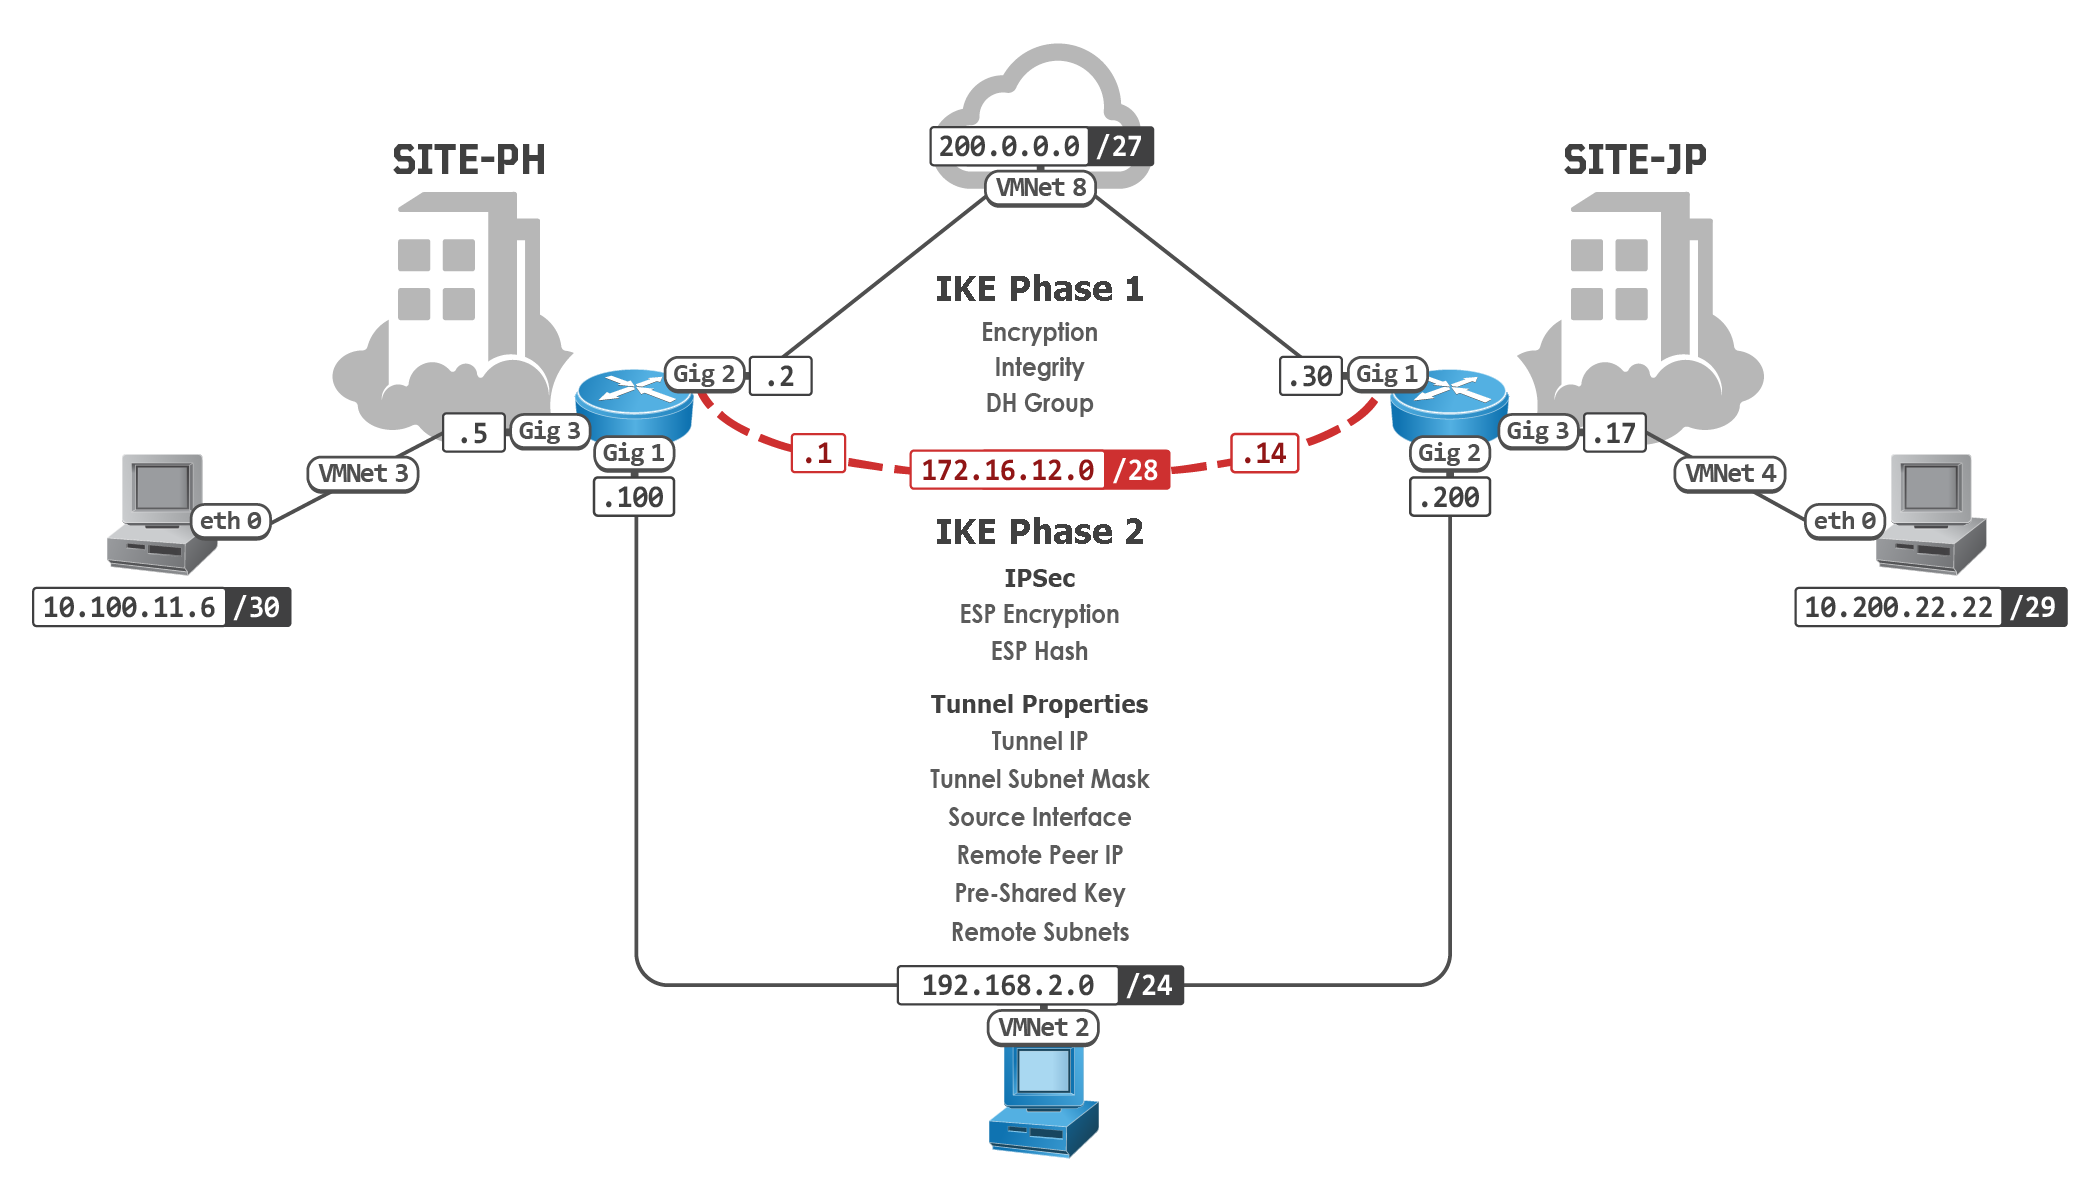 200.0.0.0 /27
VMNet 8
SITE-PH
SITE-JP
IKE Phase 1
Encryption
Integrity
DH Group
Gig 2 .2
.30 Gig 1
.5 Gig 3
Gig 3 .17
Gig 1
.100
Gig 2
.200
.1
172.16.12.0 /28
.14
VMNet 3
VMNet 4
eth 0
eth 0
10.100.11.6 /30
10.200.22.22 /29
IKE Phase 2
IPSec
ESP Encryption
ESP Hash
Tunnel Properties
Tunnel IP
Tunnel Subnet Mask
Source Interface
Remote Peer IP
Pre-Shared Key
Remote Subnets
192.168.2.0 /24
VMNet 2